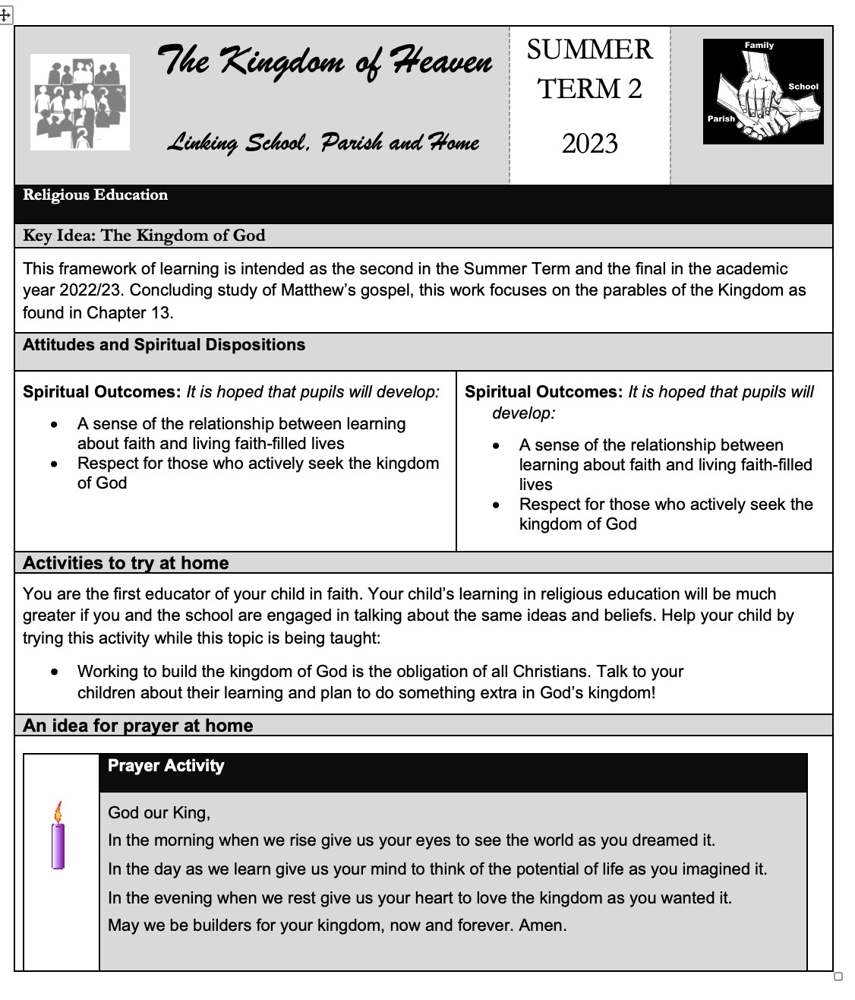 The Kingdom of Heaven
Linking School, Parish and Home
SUMMER
TERM 2
2023
Family
School
Parish
Religious Education
Key Idea: The Kingdom of God
This framework of learning is intended as the second in the Summer Term and the final in the academic
year 2022/23. Concluding study of Matthew’s gospel, this work focuses on the parables of the Kingdom as
found in Chapter 13.
Attitudes and Spiritual Dispositions
Spiritual Outcomes: It is hoped that pupils will develop:
• A sense of the relationship between learning
about faith and living faith-filled lives
• Respect for those who actively seek the kingdom
of God
Spiritual Outcomes: It is hoped that pupils will
develop:
• A sense of the relationship between
learning about faith and living faith-filled
lives
• Respect for those who actively seek the
kingdom of God
Activities to try at home
You are the first educator of your child in faith. Your child’s learning in religious education will be much
greater if you and the school are engaged in talking about the same ideas and beliefs. Help your child by
trying this activity while this topic is being taught:
• Working to build the kingdom of God is the obligation of all Christians. Talk to your
children about their learning and plan to do something extra in God’s kingdom!
An idea for prayer at home
Prayer Activity
God our King,
In the morning when we rise give us your eyes to see the world as you dreamed it.
In the day as we learn give us your mind to think of the potential of life as you imagined it.
In the evening when we rest give us your heart to love the kingdom as you wanted it.
May we be builders for your kingdom, now and forever. Amen.